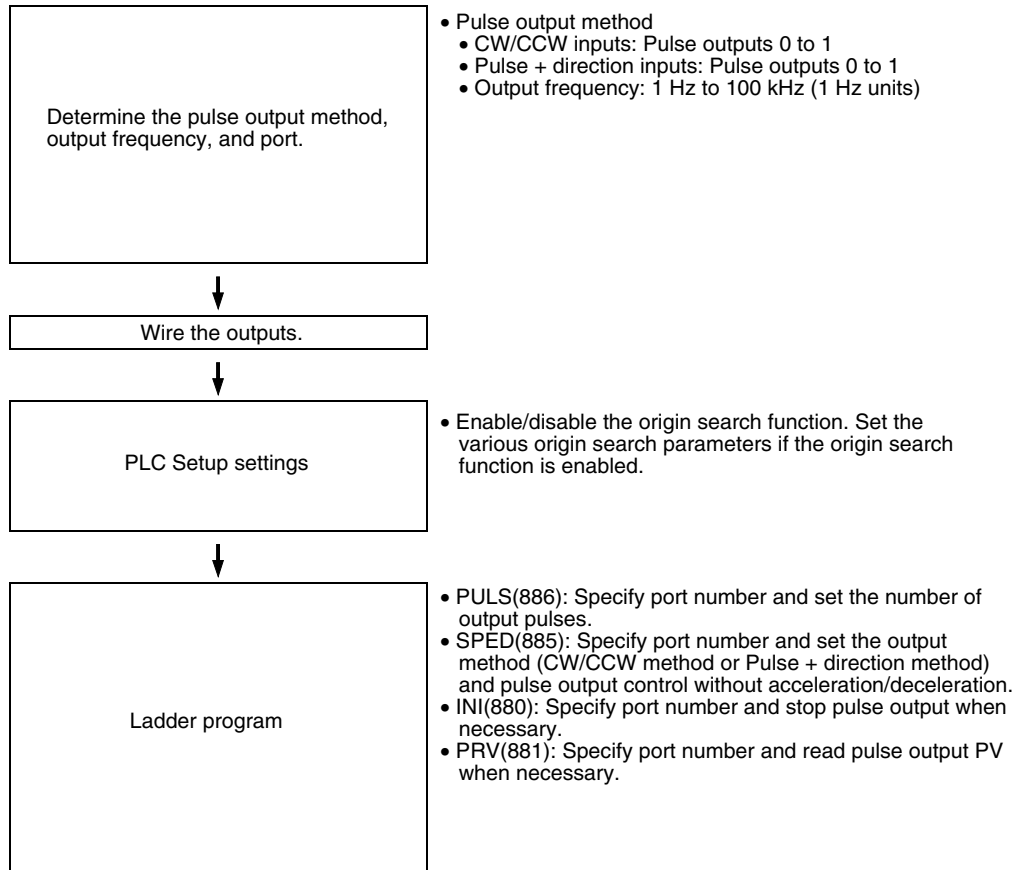 Determine the pulse output method,
output frequency, and port.
• Pulse output method
• CW/CCW inputs: Pulse outputs 0 to 1
• Pulse + direction inputs: Pulse outputs 0 to 1
• Output frequency: 1 Hz to 100 kHz (1 Hz units)
Wire the outputs.
PLC Setup settings
• Enable/disable the origin search function. Set the
various origin search parameters if the origin search
function is enabled.
Ladder program
• PULS(886): Specify port number and set the number of
output pulses.
• SPED(885): Specify port number and set the output
method (CW/CCW method or Pulse + direction method)
and pulse output control without acceleration/deceleration.
• INI(880): Specify port number and stop pulse output when
necessary.
• PRV(881): Specify port number and read pulse output PV
when necessary.